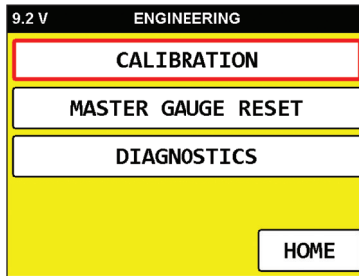 9.2 V ENGINEERING
CALIBRATION
MASTER GAUGE RESET
DIAGNOSTICS
HOME